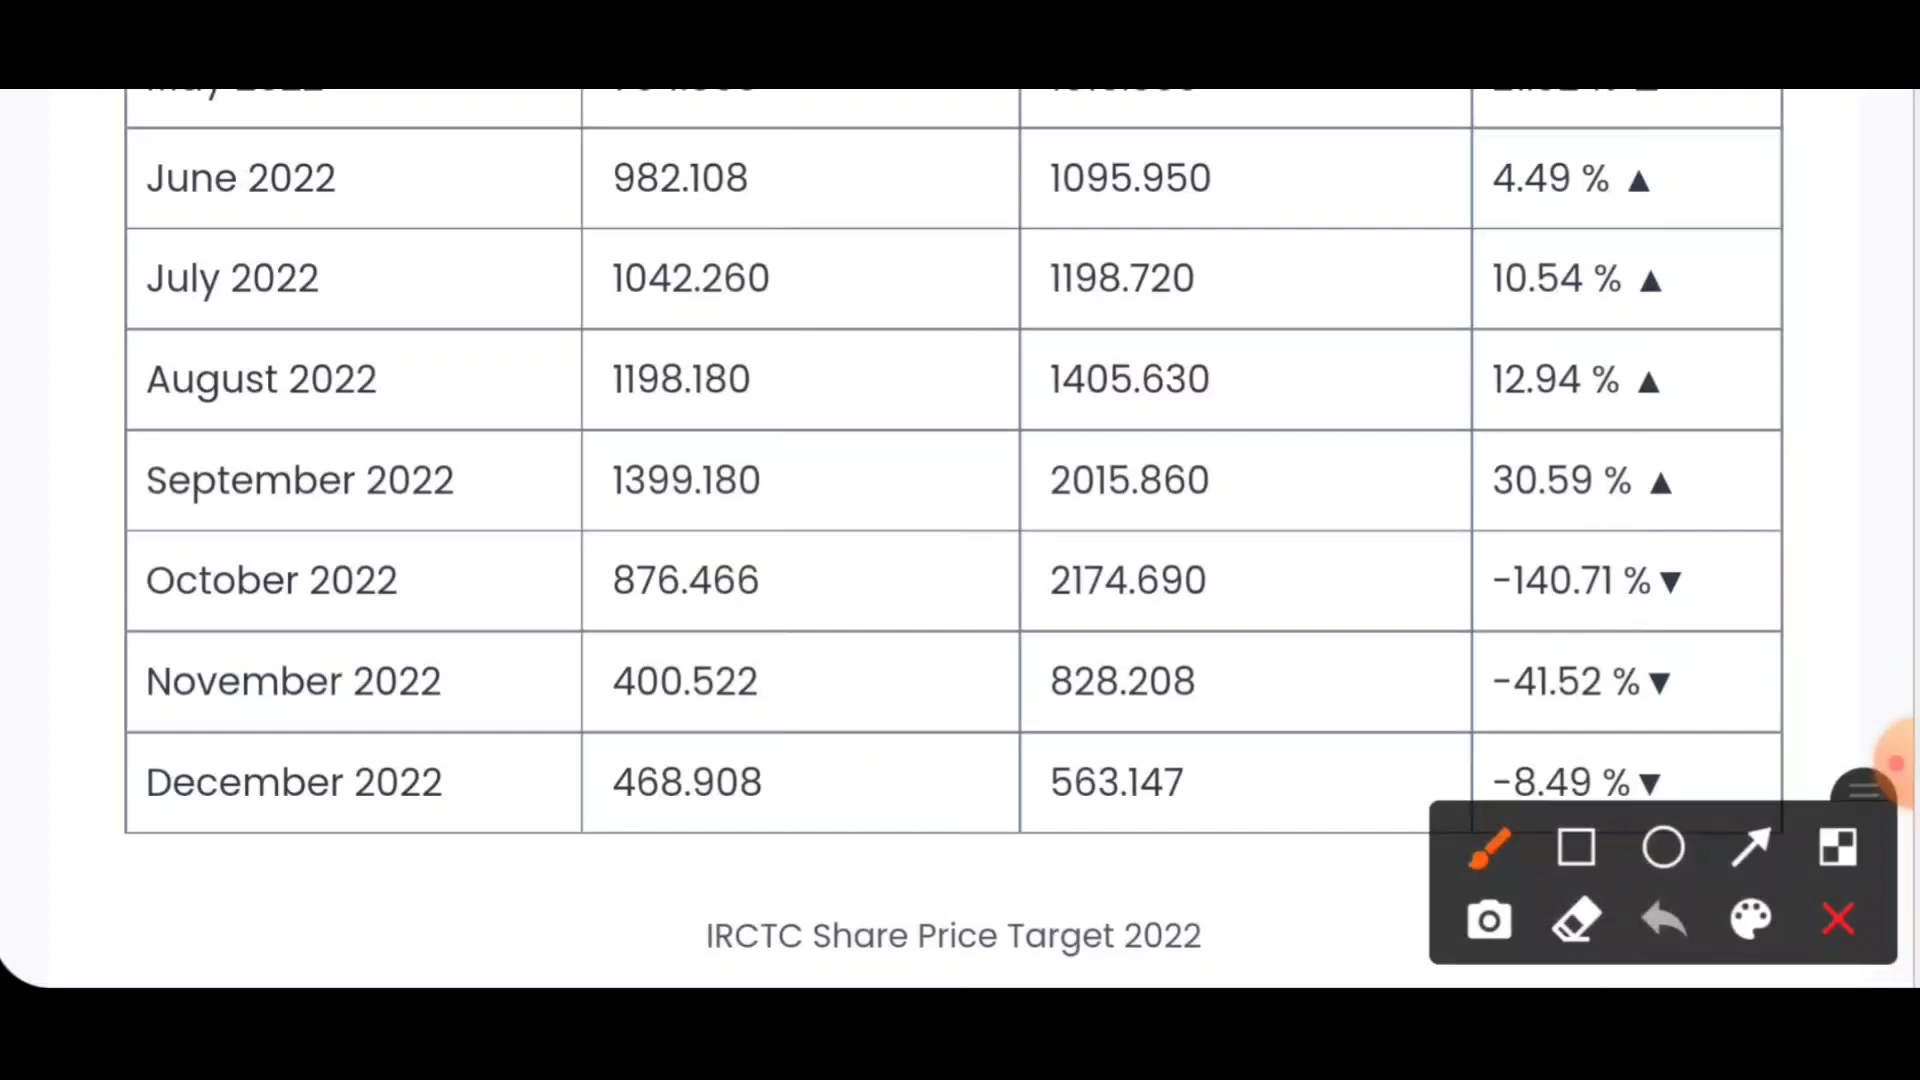 June 2022 982.108 1095.950 4.49 % ▲
July 2022 1042.260 1198.720 10.54 % ▲
August 2022 1198.180 1405.630 12.94 % ▲
September 2022 1399.180 2015.860 30.59 % ▲
October 2022 876.466 2174.690 -140.71 % ▼
November 2022 400.522 828.208 -41.52 % ▼
December 2022 468.908 563.147 -8.49 % ▼
IRCTC Share Price Target 2022